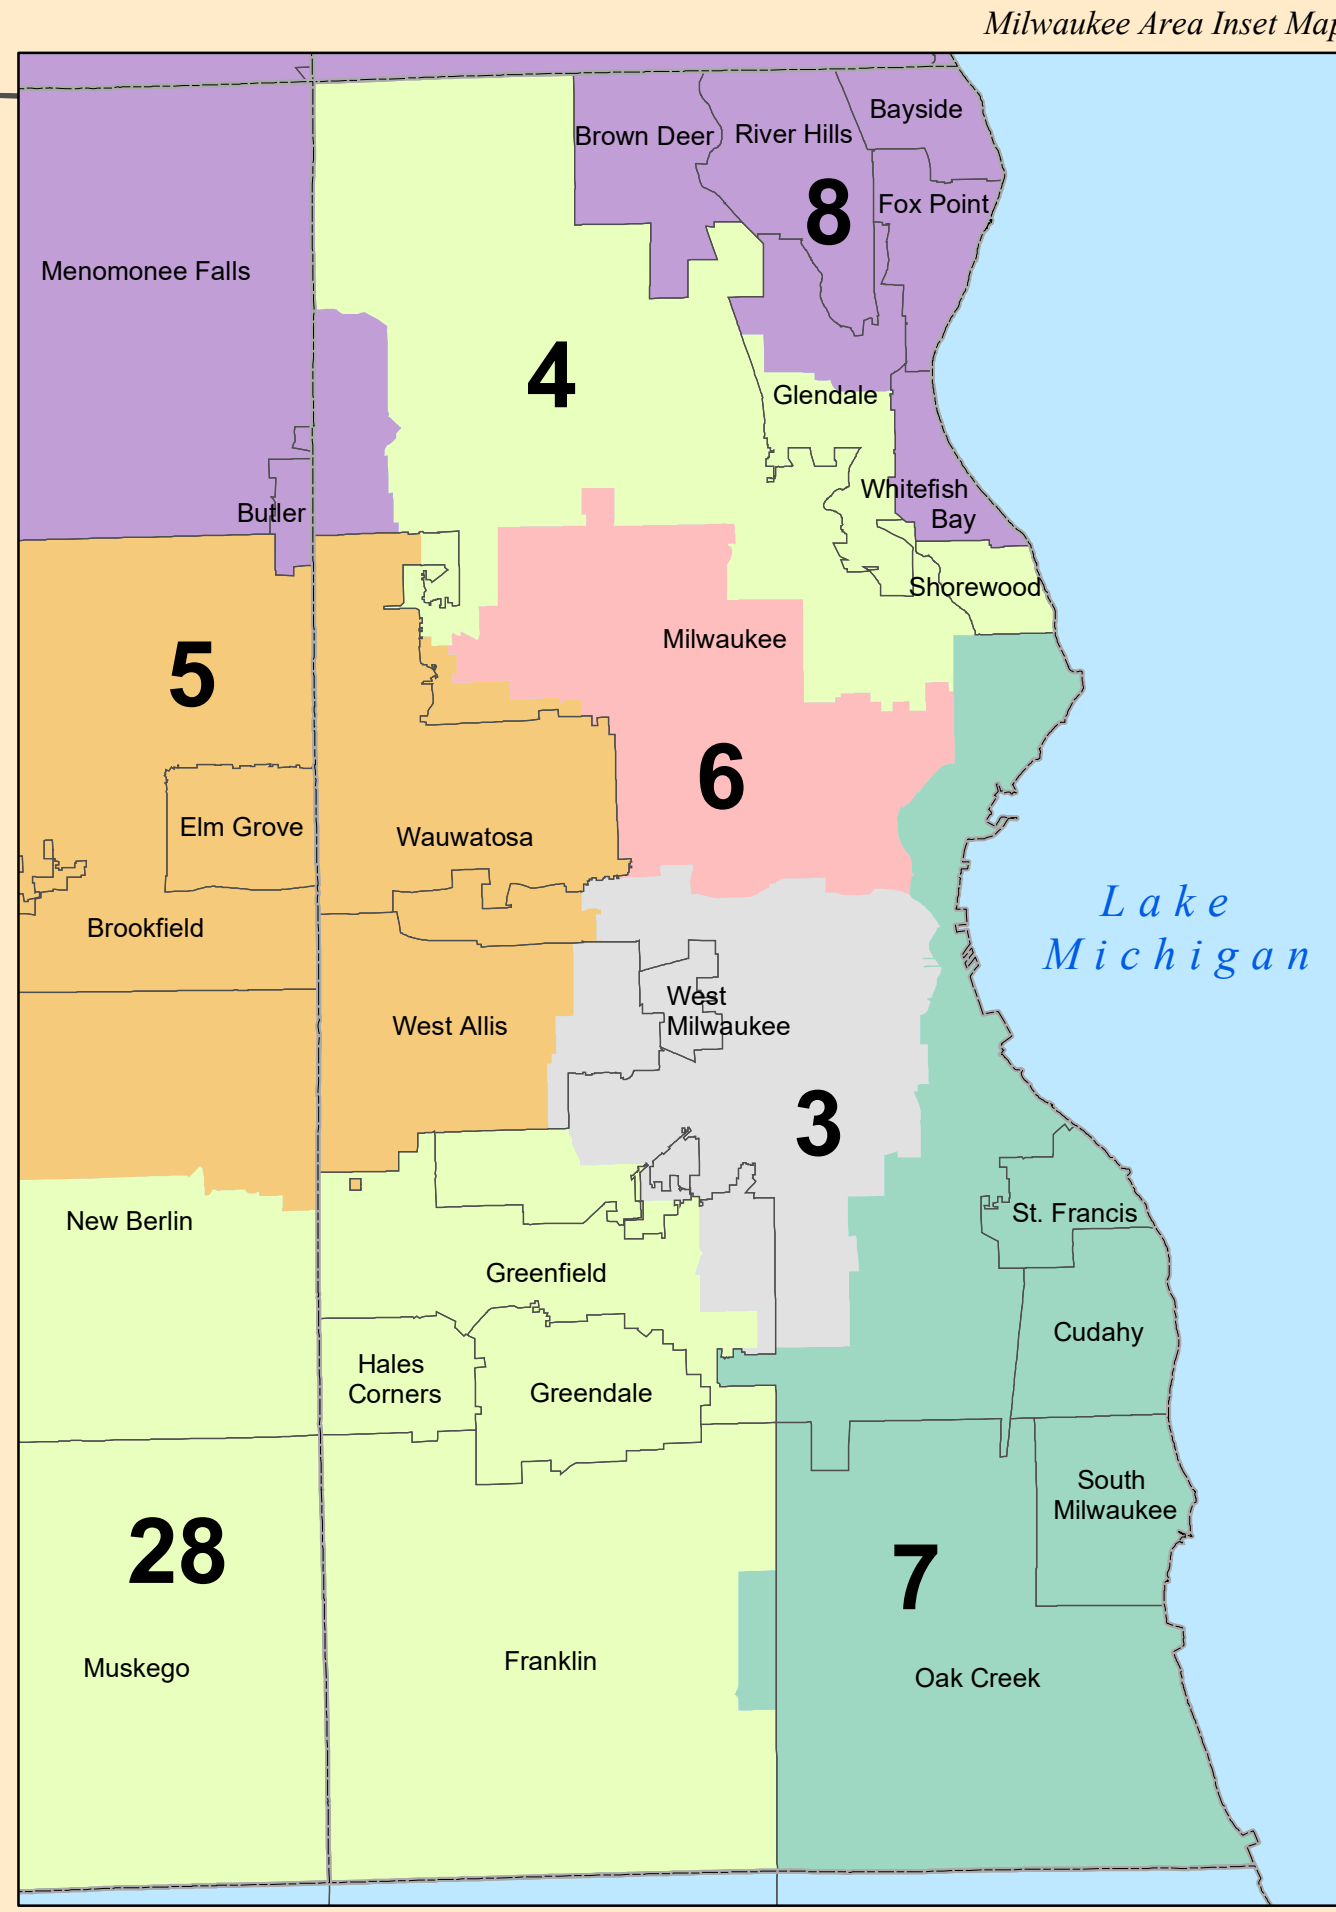 Milwaukee Area Inset Map
Bayside
Brown Deer
River Hills
8
Fox Point
Menomonee Falls
4
Glendale
Whitefish
Bay
Butler
Shorewood
Milwaukee
5
6
Elm Grove
Wauwatosa
Lake
Michigan
Brookfield
West
Milwaukee
West Allis
3
New Berlin
St. Francis
Greenfield
Cudahy
Hales
Corners
Greendale
South
Milwaukee
28
7
Muskego
Franklin
Oak Creek